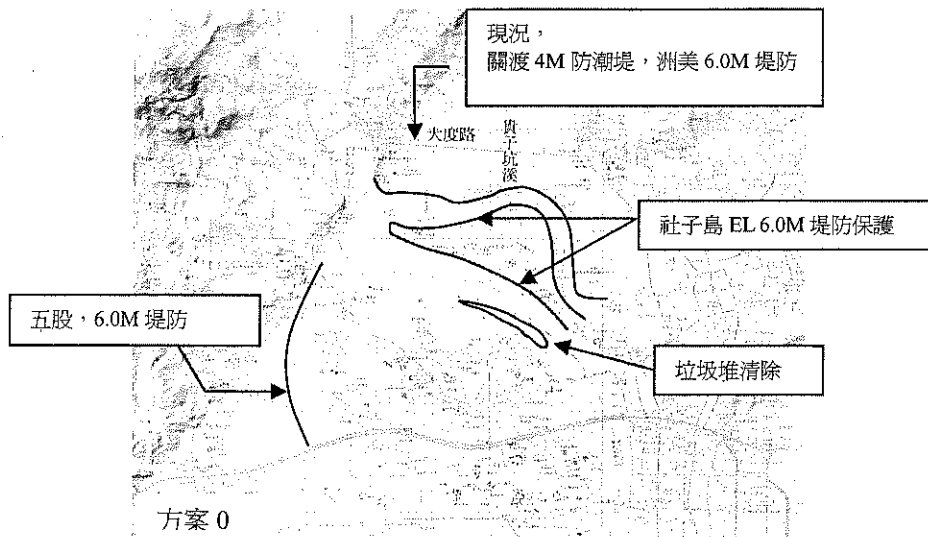 現況，
關渡 4M 防潮堤，洲美 6.0M 堤防
大度路
貴子坑溪
社子島 EL 6.0M 堤防保護
五股，6.0M 堤防
垃圾堆清除
方案 0